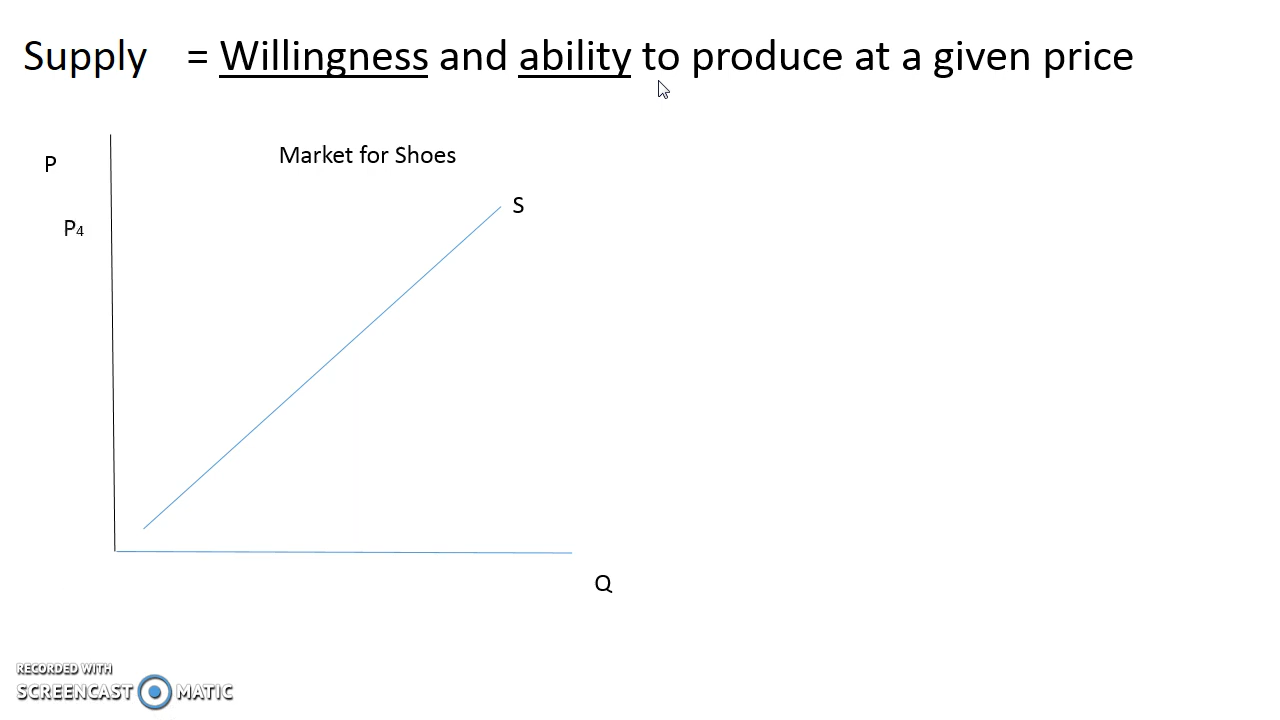 Supply = Willingness and ability to produce at a given price
Market for Shoes
P
S
P4
Q
RECORDED WITH
SCREENCAST MATIC